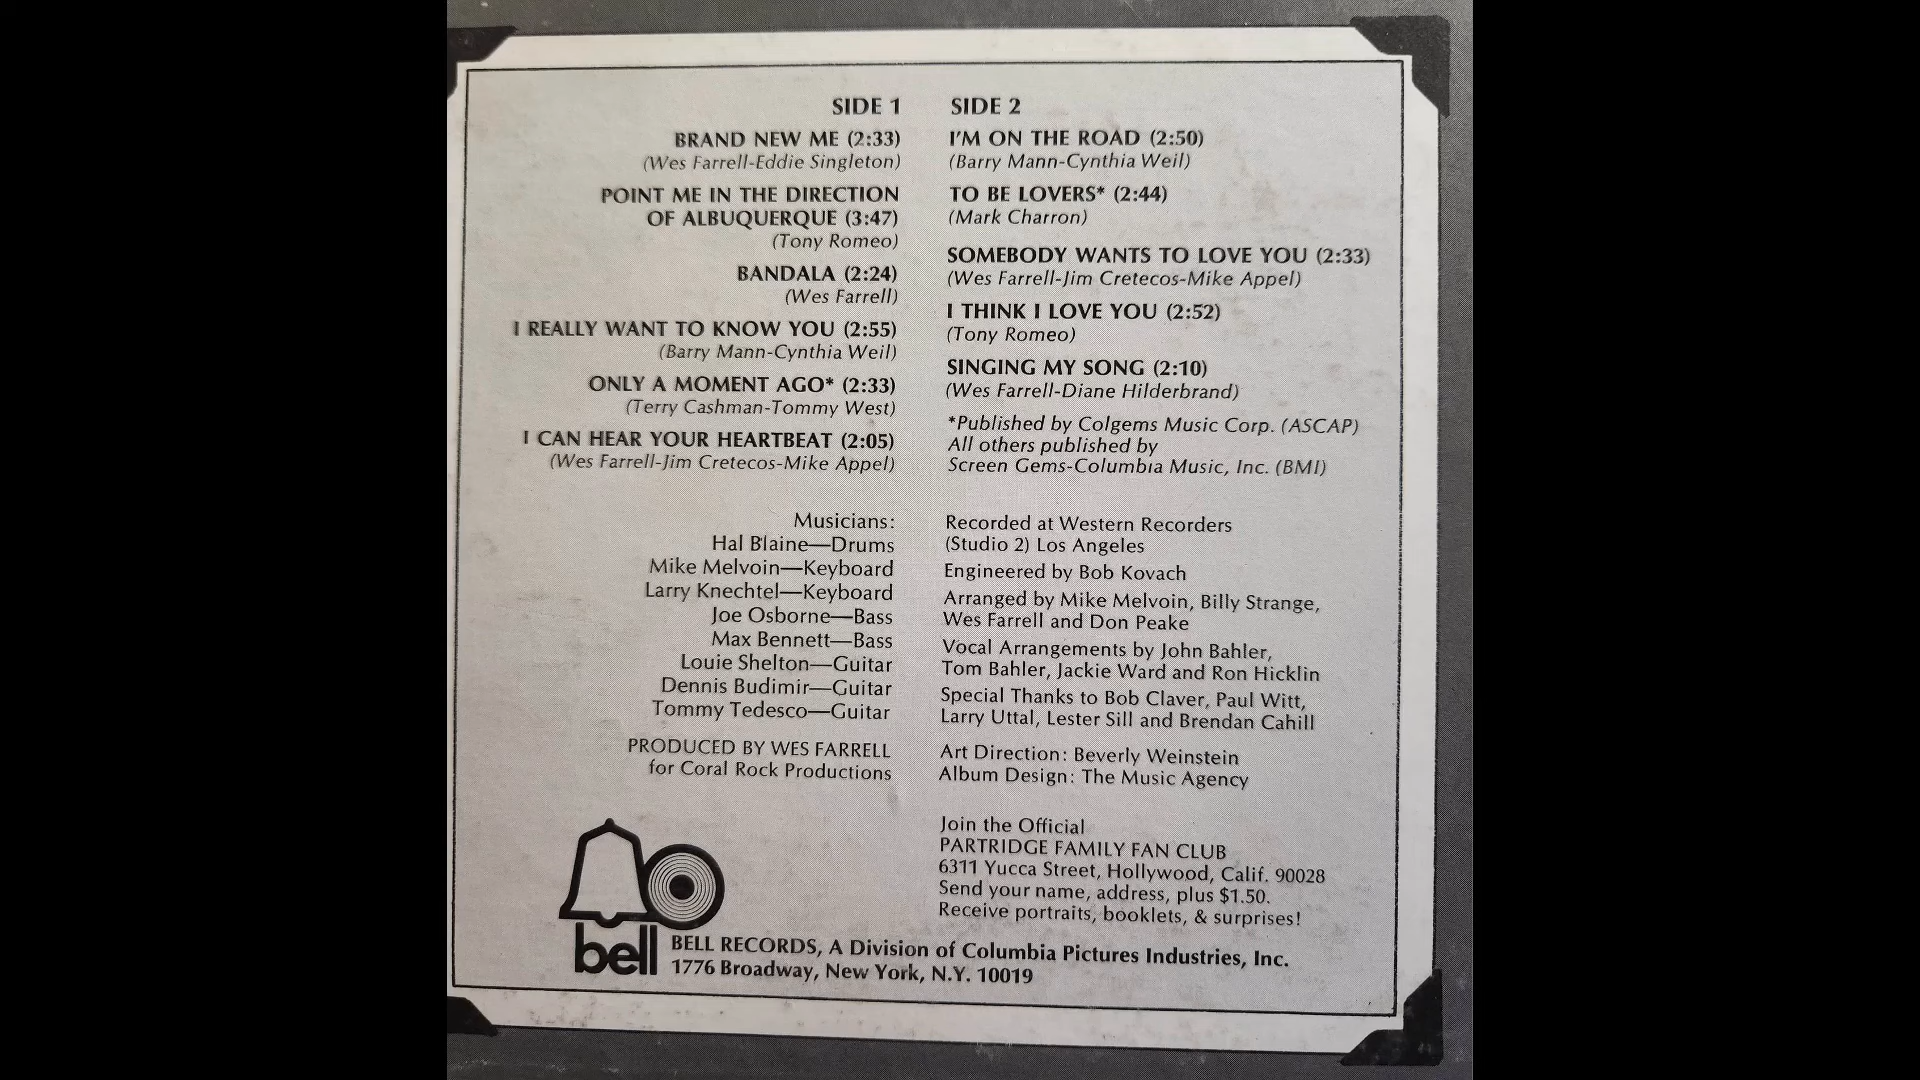 SIDE 1
BRAND NEW ME (2:33)
(Wes Farrell-Eddie Singleton)
POINT ME IN THE DIRECTION
OF ALBUQUERQUE (3:47)
(Tony Romeo)
BANDALA (2:24)
(Wes Farrell)
I REALLY WANT TO KNOW YOU (2:55)
(Barry Mann-Cynthia Weil)
ONLY A MOMENT AGO* (2:33)
(Terry Cashman-Tommy West)
I CAN HEAR YOUR HEARTBEAT (2:05)
(Wes Farrell-Jim Cretecos-Mike Appel)
SIDE 2
I'M ON THE ROAD (2:50)
(Barry Mann-Cynthia Weil)
TO BE LOVERS* (2:44)
(Mark Charron)
SOMEBODY WANTS TO LOVE YOU (2:33)
(Wes Farrell-Jim Cretecos-Mike Appel)
I THINK I LOVE YOU (2:52)
(Tony Romeo)
SINGING MY SONG (2:10)
(Wes Farrell-Diane Hilderbrand)
*Published by Colgems Music Corp. (ASCAP)
All others published by
Screen Gems-Columbia Music, Inc. (BMI)
Musicians:
Hal Blaine—Drums
Mike Melvoin—Keyboard
Larry Knechtel—Keyboard
Joe Osborne—Bass
Max Bennett—Bass
Louie Shelton—Guitar
Dennis Budimir—Guitar
Tommy Tedesco—Guitar
PRODUCED BY WES FARRELL
for Coral Rock Productions
Recorded at Western Recorders
(Studio 2) Los Angeles
Engineered by Bob Kovach
Arranged by Mike Melvoin, Billy Strange,
Wes Farrell and Don Peake
Vocal Arrangements by John Bahler,
Tom Bahler, Jackie Ward and Ron Hicklin
Special Thanks to Bob Claver, Paul Witt,
Larry Uttal, Lester Sill and Brendan Cahill
Art Direction: Beverly Weinstein
Album Design: The Music Agency
Join the Official
PARTRIDGE FAMILY FAN CLUB
6311 Yucca Street, Hollywood, Calif. 90028
Send your name, address, plus $1.50.
Receive portraits, booklets, & surprises!
bell
BELL RECORDS, A Division of Columbia Pictures Industries, Inc.
1776 Broadway, New York, N.Y. 10019